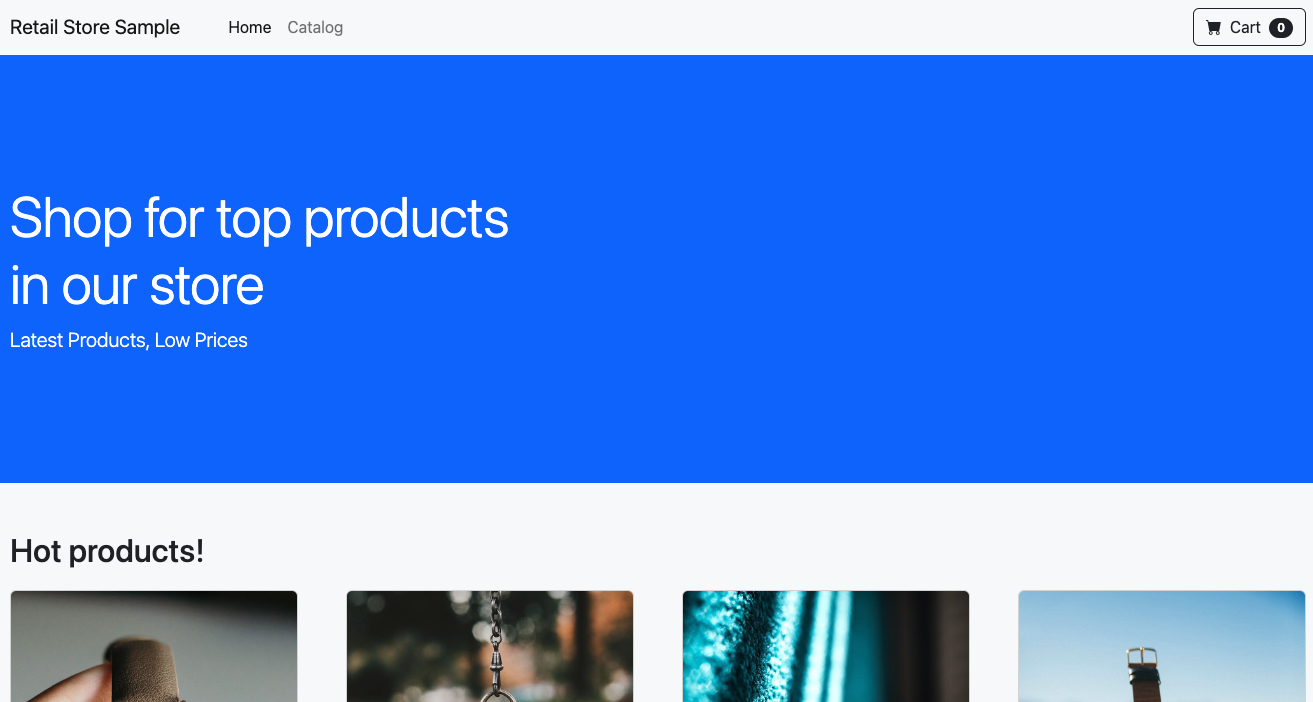 Retail Store Sample
Home
Catalog
Cart 0
Shop for top products
in our store
Latest Products, Low Prices
Hot products!